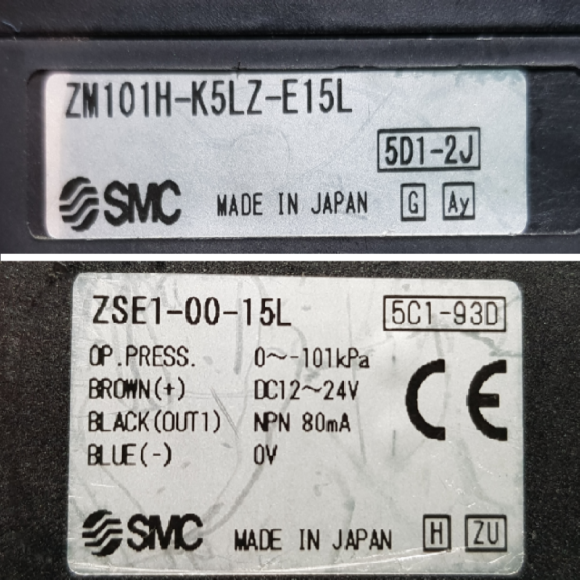 ZM101H-K5LZ-E15L
5D1-2J
SMC MADE IN JAPAN G Ay
ZSE1-00-15L 5C1-93D
OP.PRESS. 0~-101kPa
BROWN(+) DC12~24V
BLACK(OUT1) NPN 80mA
BLUE(-) 0V
CE
SMC MADE IN JAPAN H ZU